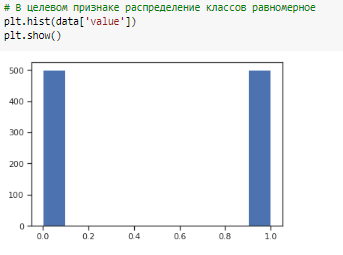 # В целевом признаке распределение классов равномерное
plt.hist(data['value'])
plt.show()
500
400
300
200
100
0
0.0 0.2 0.4 0.6 0.8 1.0